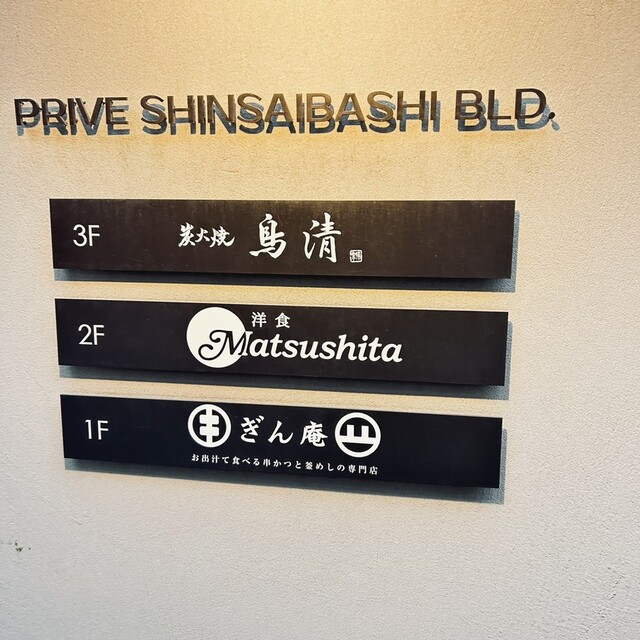 PRIVE SHINSAIBASHI BLD.
3F 炭火焼 鳥清
2F 洋食 Matsushita
1F 串 ぎん庵
お出汁で食べる串かつと釜めしの専門店